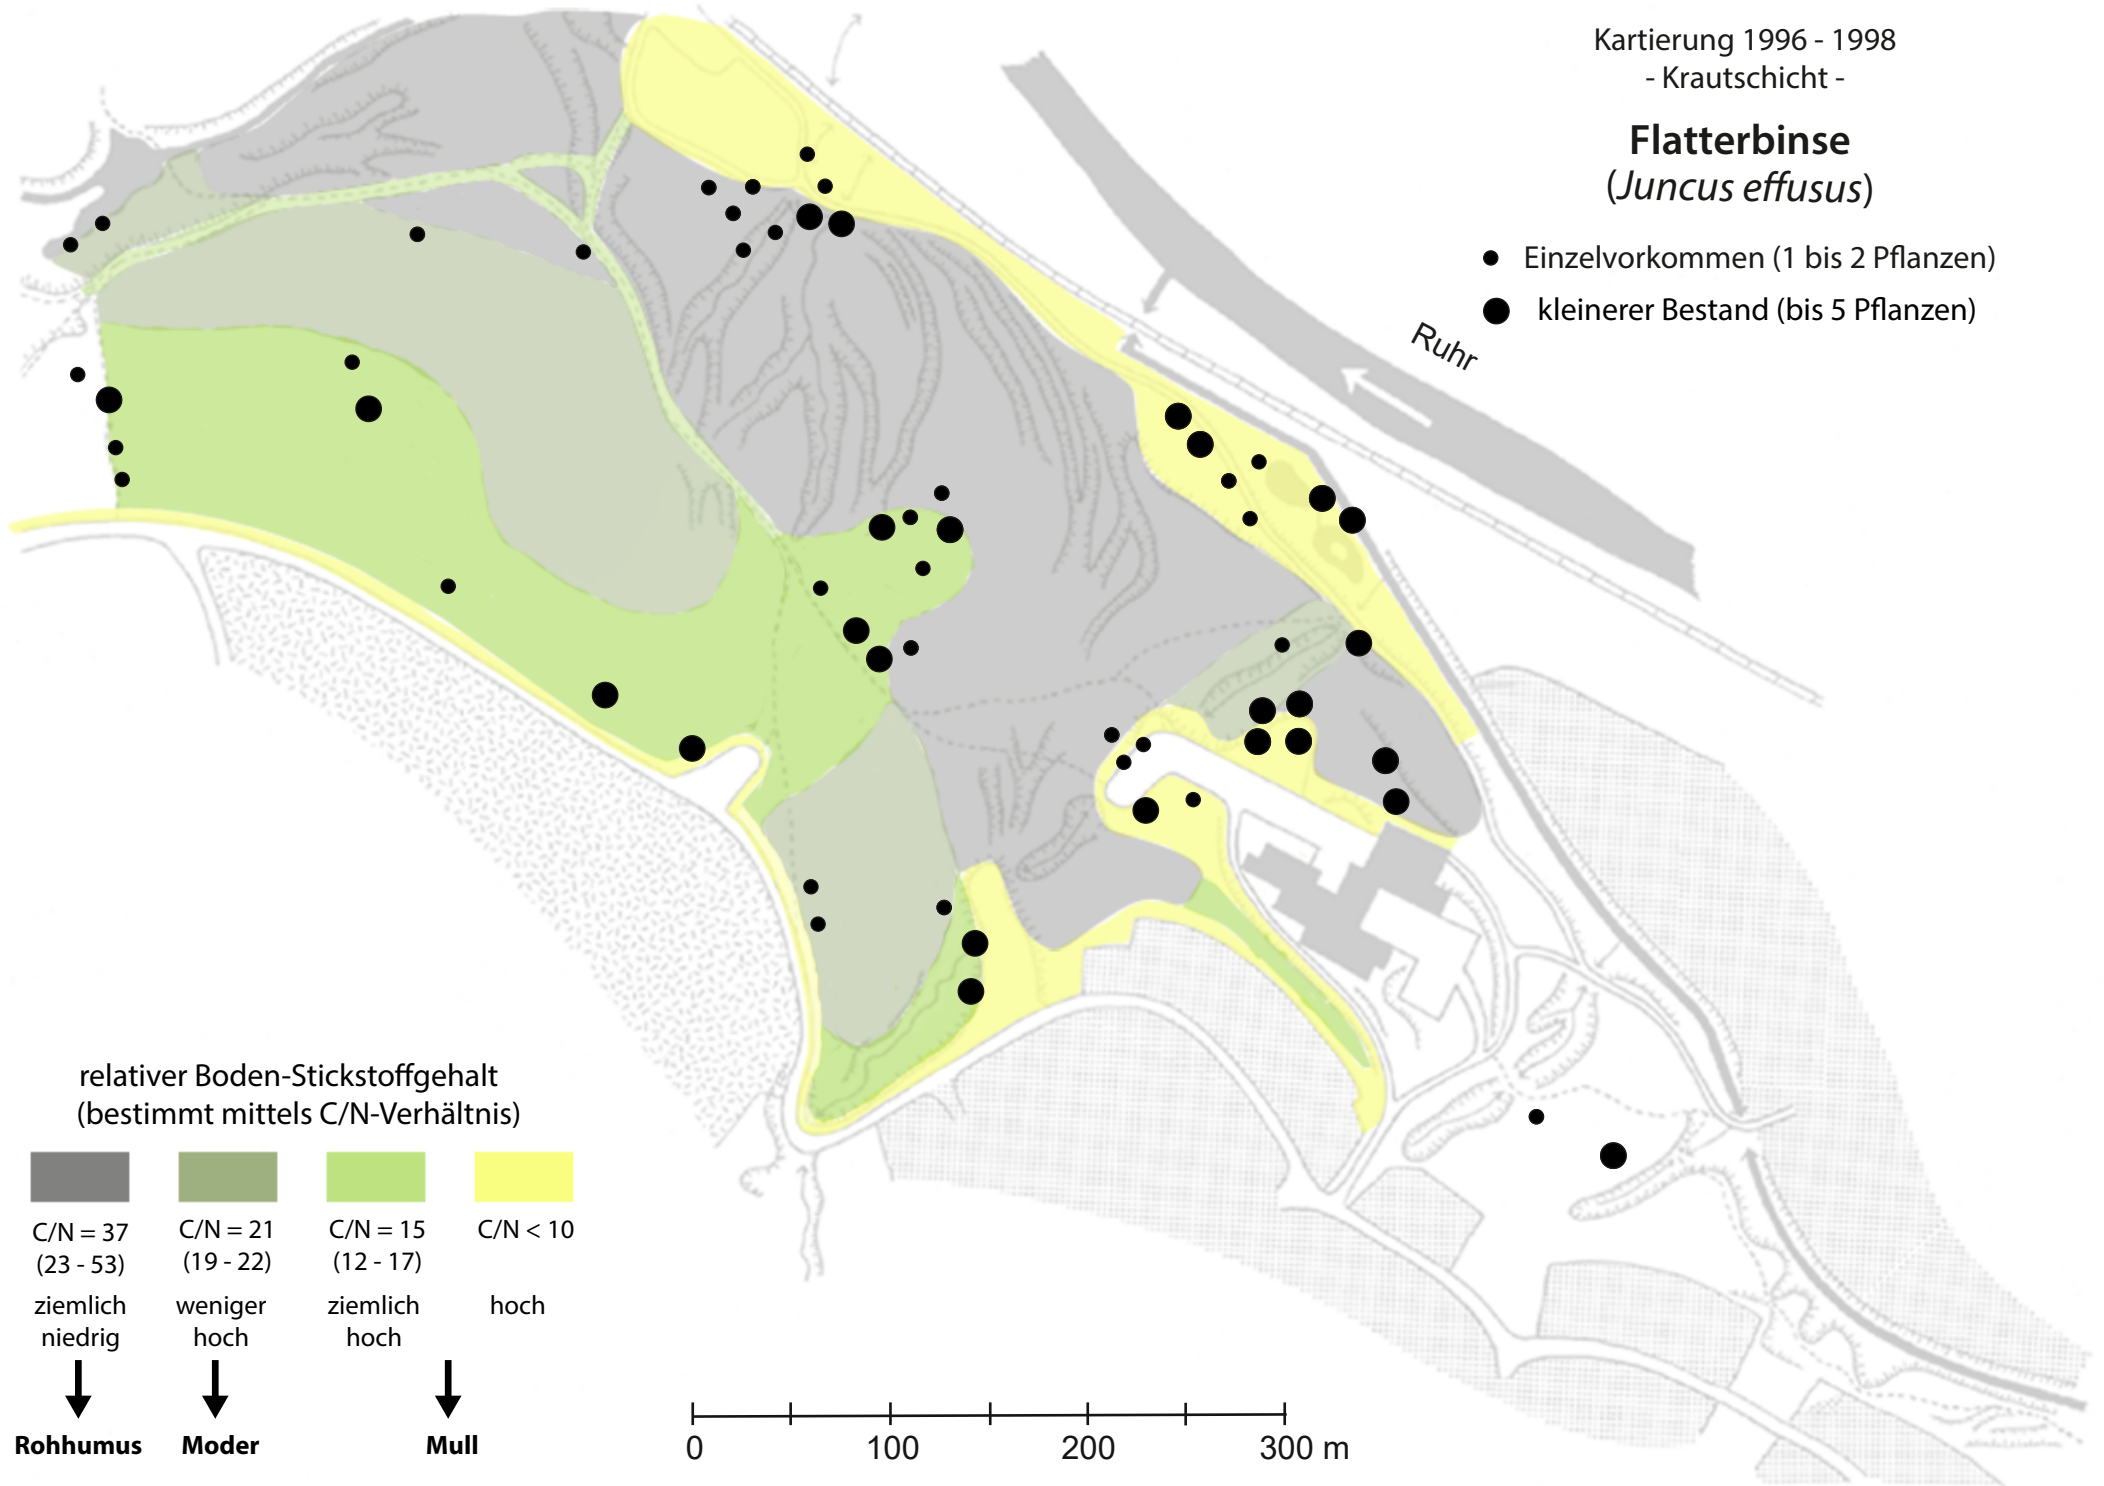 Kartierung 1996 - 1998
- Krautschicht -
Flatterbinse
(Juncus effusus)
Einzelvorkommen (1 bis 2 Pflanzen)
kleinerer Bestand (bis 5 Pflanzen)
Ruhr
relativer Boden-Stickstoffgehalt
(bestimmt mittels C/N-Verhältnis)
C/N = 37
(23 - 53)
ziemlich
niedrig
Rohhumus
C/N = 21
(19 - 22)
weniger
hoch
Moder
C/N = 15
(12 - 17)
ziemlich
hoch
C/N < 10
hoch
Mull
0 100 200 300 m